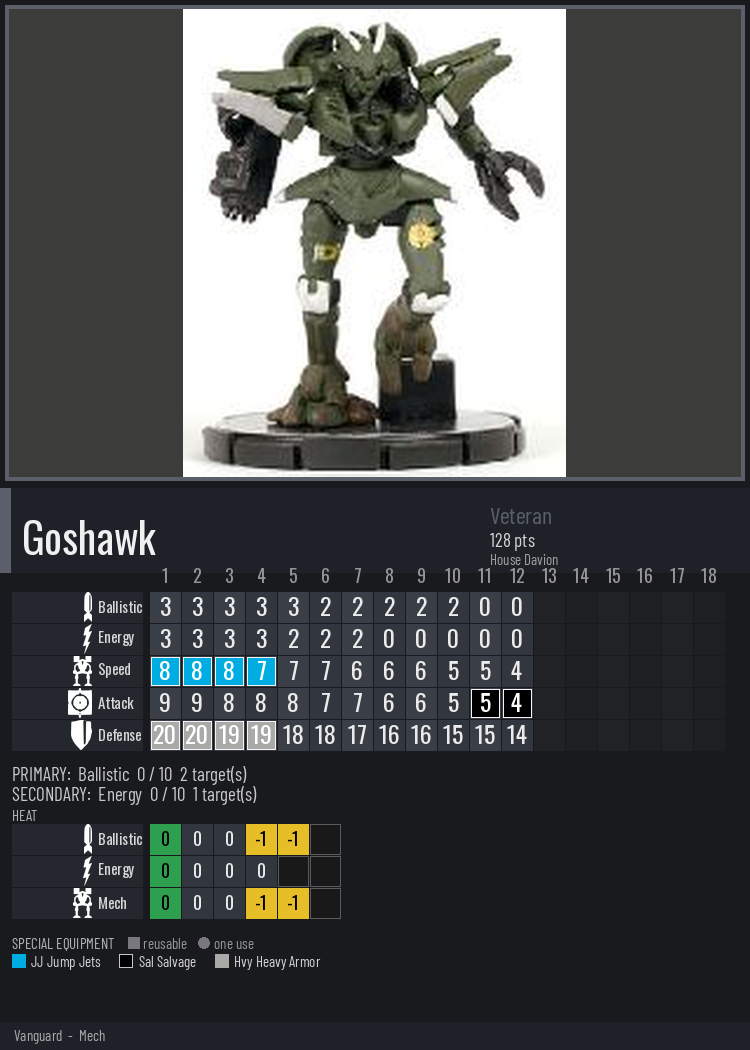 Goshawk
Veteran
128 pts
House Davion
1 2 3 4 5 6 7 8 9 10 11 12 13 14 15 16 17 18
Ballistic 3 3 3 3 3 2 2 2 2 2 0 0
Energy 3 3 3 3 2 2 2 0 0 0 0 0
Speed 8 8 8 7 7 7 6 6 6 5 5 4
Attack 9 9 8 8 8 7 7 6 6 5 5 4
Defense 20 20 19 19 18 18 17 16 16 15 15 14
PRIMARY: Ballistic 0 / 10 2 target(s)
SECONDARY: Energy 0 / 10 1 target(s)
HEAT
Ballistic 0 0 0 -1 -1
Energy 0 0 0 0
Mech 0 0 0 -1 -1
SPECIAL EQUIPMENT reusable one use
JJ Jump Jets Sal Salvage Hvy Heavy Armor
Vanguard - Mech